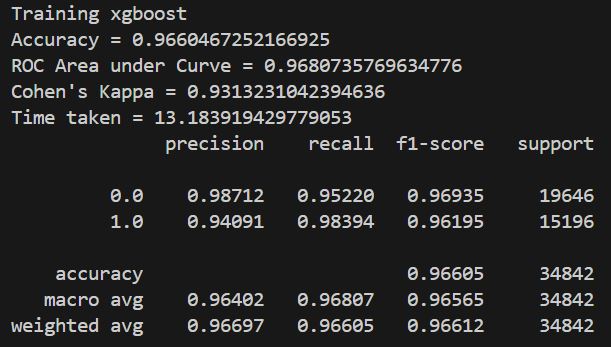 Training xgboost
Accuracy = 0.9660467252166925
ROC Area under Curve = 0.9680735769634776
Cohen's Kappa = 0.9313231042394636
Time taken = 13.183919429779053
precision recall f1-score support
0.0 0.98712 0.95220 0.96935 19646
1.0 0.94091 0.98394 0.96195 15196
accuracy 0.96605 34842
macro avg 0.96402 0.96807 0.96565 34842
weighted avg 0.96697 0.96605 0.96612 34842